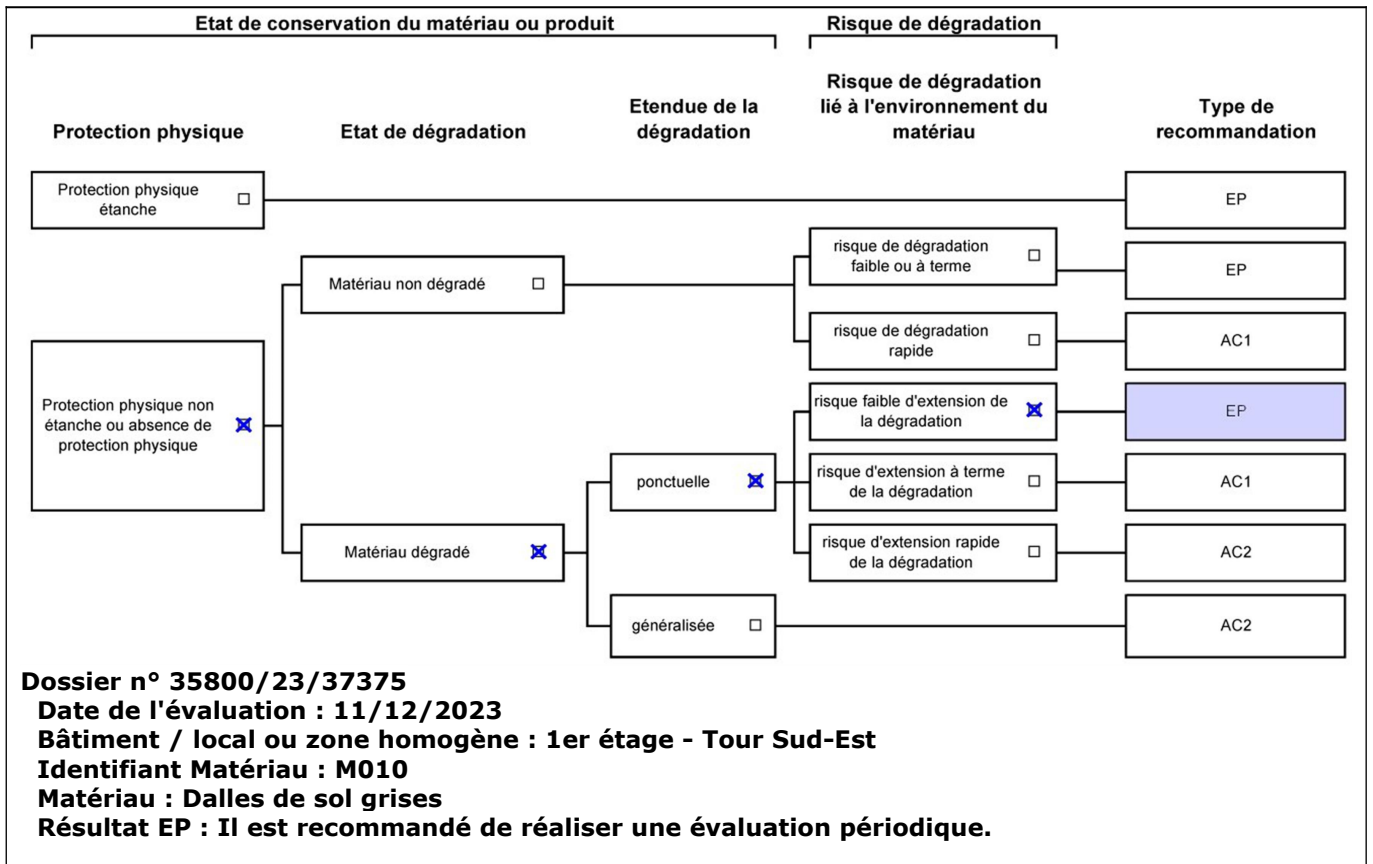 Etat de conservation du matériau ou produit
Risque de dégradation
Protection physique
Etat de dégradation
Etendue de la
dégradation
Risque de dégradation
lié à l'environnement du
matériau
Type de
recommandation
Protection physique
étanche
EP
risque de dégradation
faible ou à terme
EP
Matériau non dégradé
risque de dégradation
rapide
AC1
Protection physique non
étanche ou absence de
protection physique
risque faible d'extension de
la dégradation
EP
ponctuelle
risque d'extension à terme
de la dégradation
AC1
Matériau dégradé
risque d'extension rapide
de la dégradation
AC2
généralisée
AC2
Dossier n° 35800/23/37375
Date de l'évaluation : 11/12/2023
Bâtiment / local ou zone homogène : 1er étage - Tour Sud-Est
Identifiant Matériau : M010
Matériau : Dalles de sol grises
Résultat EP : Il est recommandé de réaliser une évaluation périodique.